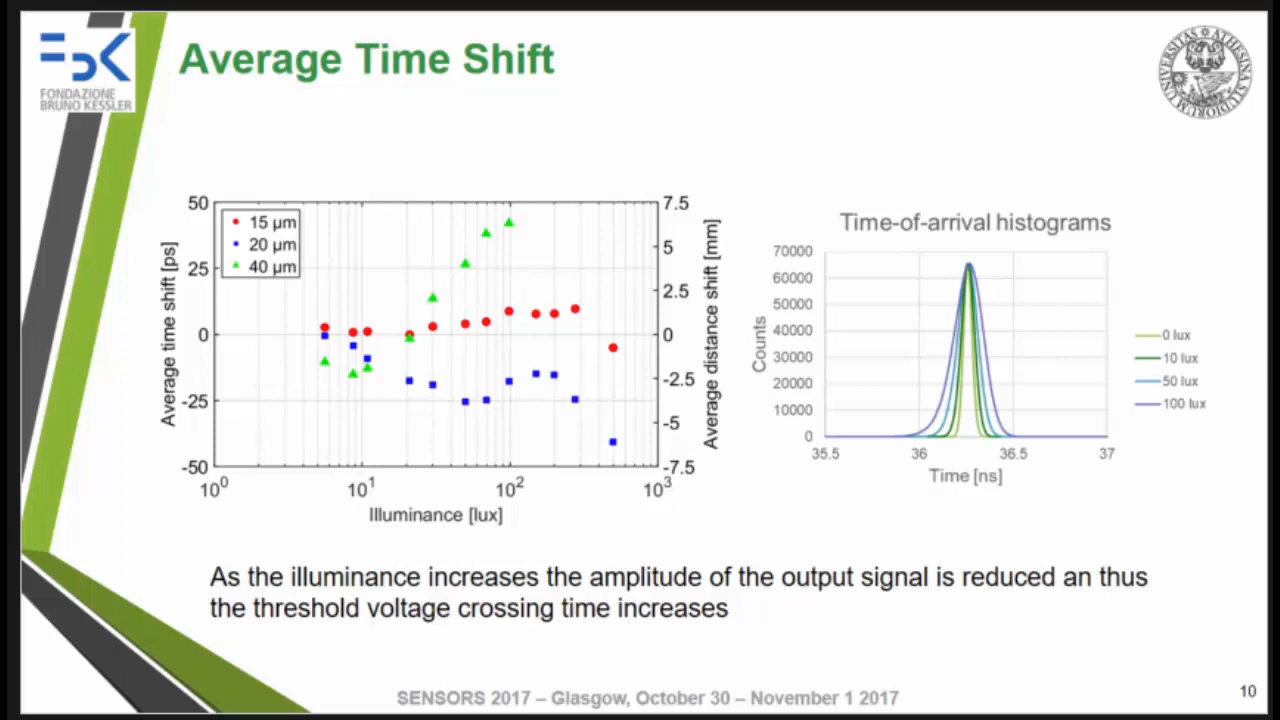 FBK
FONDAZIONE
BRUNO KESSLER
Average Time Shift
UNIVERSITAS ATHESINA STUDIORUM
50
25
0
-25
-50
Average time shift [ps]
15 µm
20 µm
40 µm
7.5
5
2.5
0
-2.5
-5
-7.5
Average distance shift [mm]
10⁰
10¹
10²
10³
Illuminance [lux]
Time-of-arrival histograms
70000
60000
50000
40000
30000
20000
10000
0
Counts
35.5
36
36.5
37
Time [ns]
0 lux
10 lux
50 lux
100 lux
As the illuminance increases the amplitude of the output signal is reduced an thus
the threshold voltage crossing time increases
SENSORS 2017 – Glasgow, October 30 – November 1 2017
10